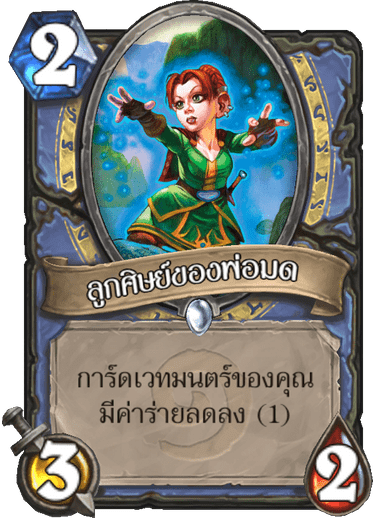 2
ลูกศิษย์ของพ่อมด
การ์ดเวทมนตร์ของคุณ
มีค่าร่ายลดลง (1)
3
2